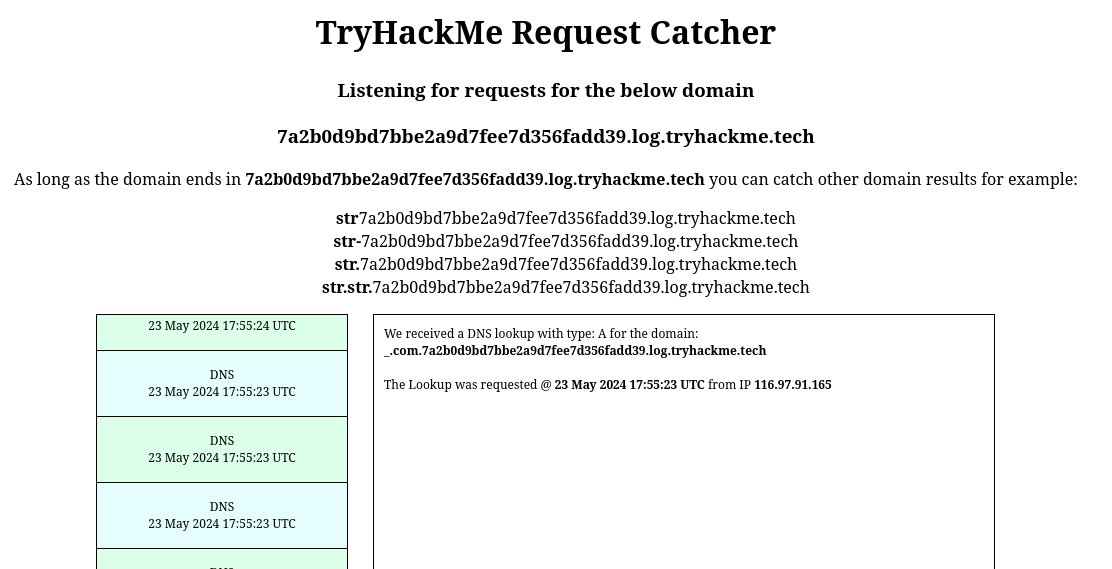 TryHackMe Request Catcher
Listening for requests for the below domain
7a2b0d9bd7bbe2a9d7fee7d356fadd39.log.tryhackme.tech
As long as the domain ends in 7a2b0d9bd7bbe2a9d7fee7d356fadd39.log.tryhackme.tech you can catch other domain results for example:
str7a2b0d9bd7bbe2a9d7fee7d356fadd39.log.tryhackme.tech
str-7a2b0d9bd7bbe2a9d7fee7d356fadd39.log.tryhackme.tech
str.7a2b0d9bd7bbe2a9d7fee7d356fadd39.log.tryhackme.tech
str.str.7a2b0d9bd7bbe2a9d7fee7d356fadd39.log.tryhackme.tech
23 May 2024 17:55:24 UTC
DNS
23 May 2024 17:55:23 UTC
DNS
23 May 2024 17:55:23 UTC
DNS
23 May 2024 17:55:23 UTC
We received a DNS lookup with type: A for the domain:
_.com.7a2b0d9bd7bbe2a9d7fee7d356fadd39.log.tryhackme.tech
The Lookup was requested @ 23 May 2024 17:55:23 UTC from IP 116.97.91.165